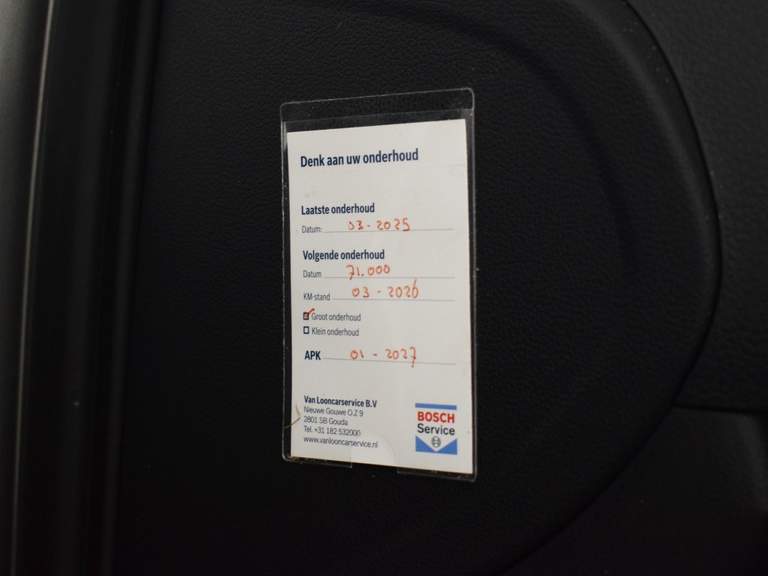 Denk aan uw onderhoud
Laatste onderhoud
Datum: 03-2025
Volgende onderhoud
Datum 71.000
KM-stand 03-2026
Groot onderhoud
Klein onderhoud
APK 01-2027
Van Looncarservice B.V
Nieuwe Gouwe O.Z 9
2801 SB Gouda
Tel. +31 182 532000
www.vanlooncarservice.nl
BOSCH
Service